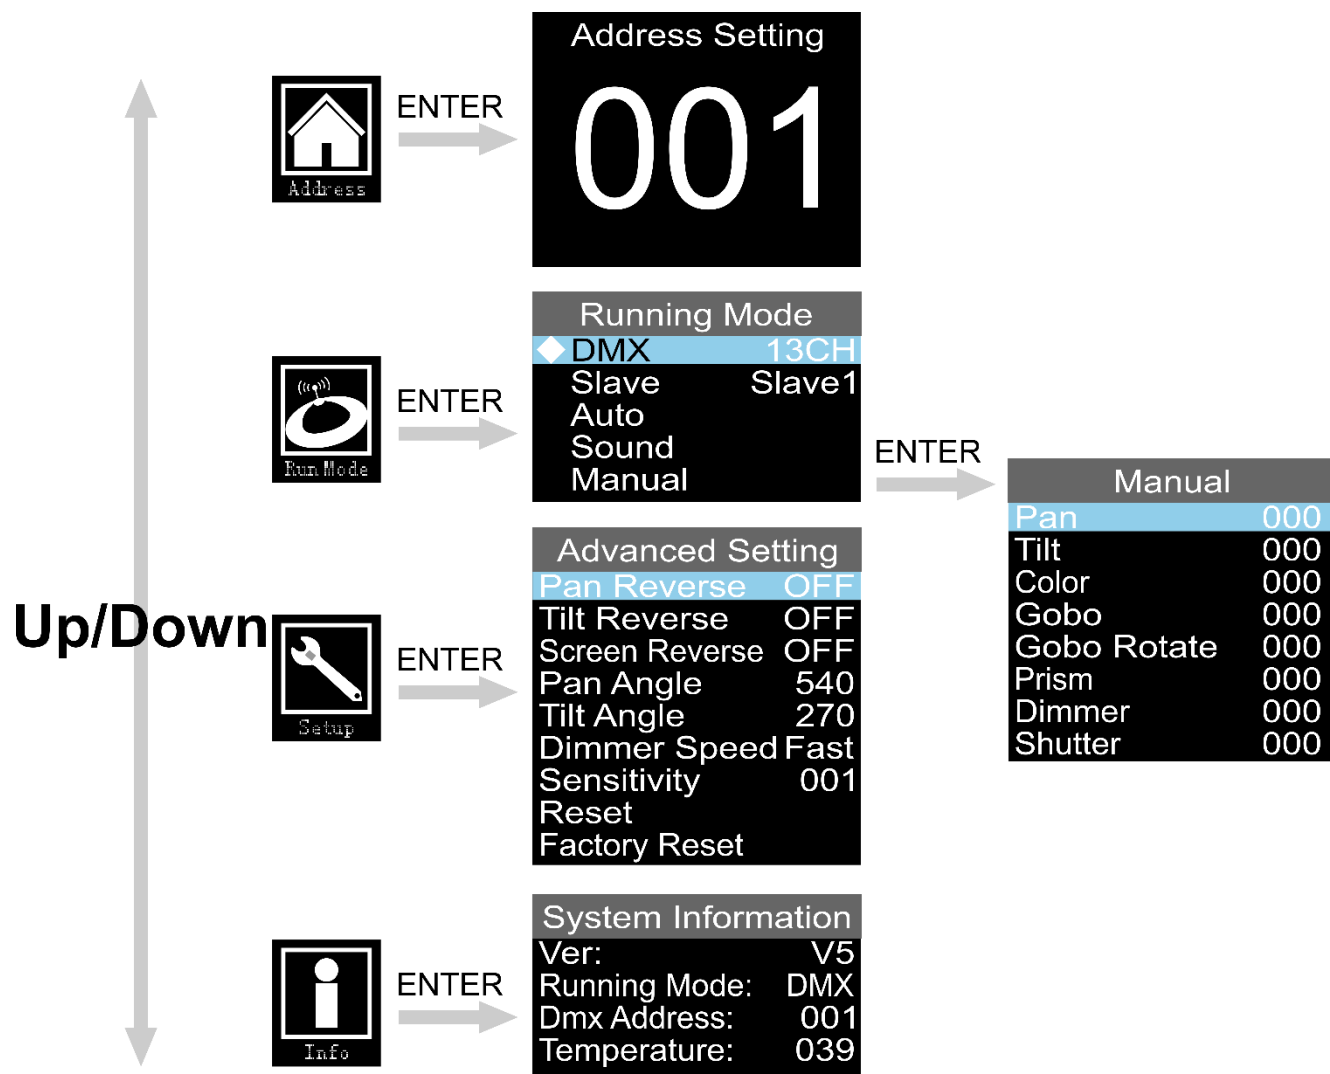 Up/Down
Address
ENTER
Address Setting
001
Run Mode
ENTER
Running Mode
DMX 13CH
Slave Slave1
Auto
Sound
Manual
ENTER
Manual
Pan 000
Tilt 000
Color 000
Gobo 000
Gobo Rotate 000
Prism 000
Dimmer 000
Shutter 000
Setup
ENTER
Advanced Setting
Pan Reverse OFF
Tilt Reverse OFF
Screen Reverse OFF
Pan Angle 540
Tilt Angle 270
Dimmer Speed Fast
Sensitivity 001
Reset
Factory Reset
Info
ENTER
System Information
Ver: V5
Running Mode: DMX
Dmx Address: 001
Temperature: 039